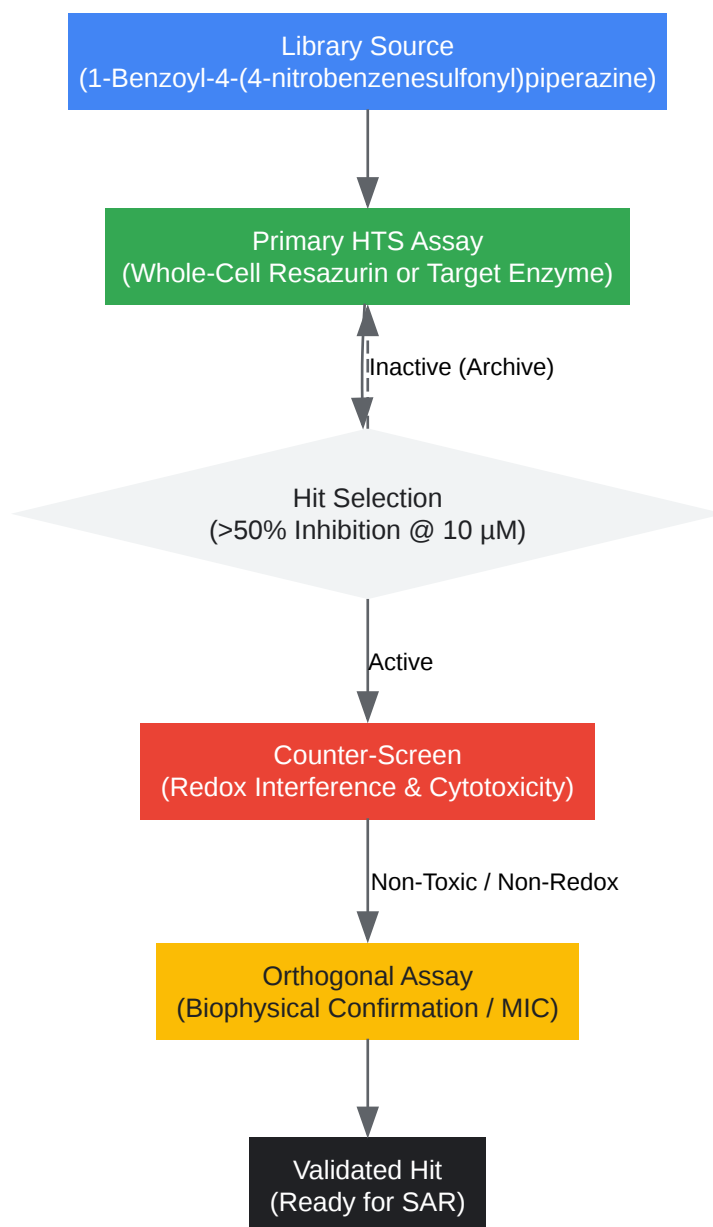 Library Source
(1-Benzoyl-4-(4-nitrobenzenesulfonyl)piperazine)
Primary HTS Assay
(Whole-Cell Resazurin or Target Enzyme)
Inactive (Archive)
Hit Selection
(>50% Inhibition @ 10 µM)
Active
Counter-Screen
(Redox Interference & Cytotoxicity)
Non-Toxic / Non-Redox
Orthogonal Assay
(Biophysical Confirmation / MIC)
Validated Hit
(Ready for SAR)